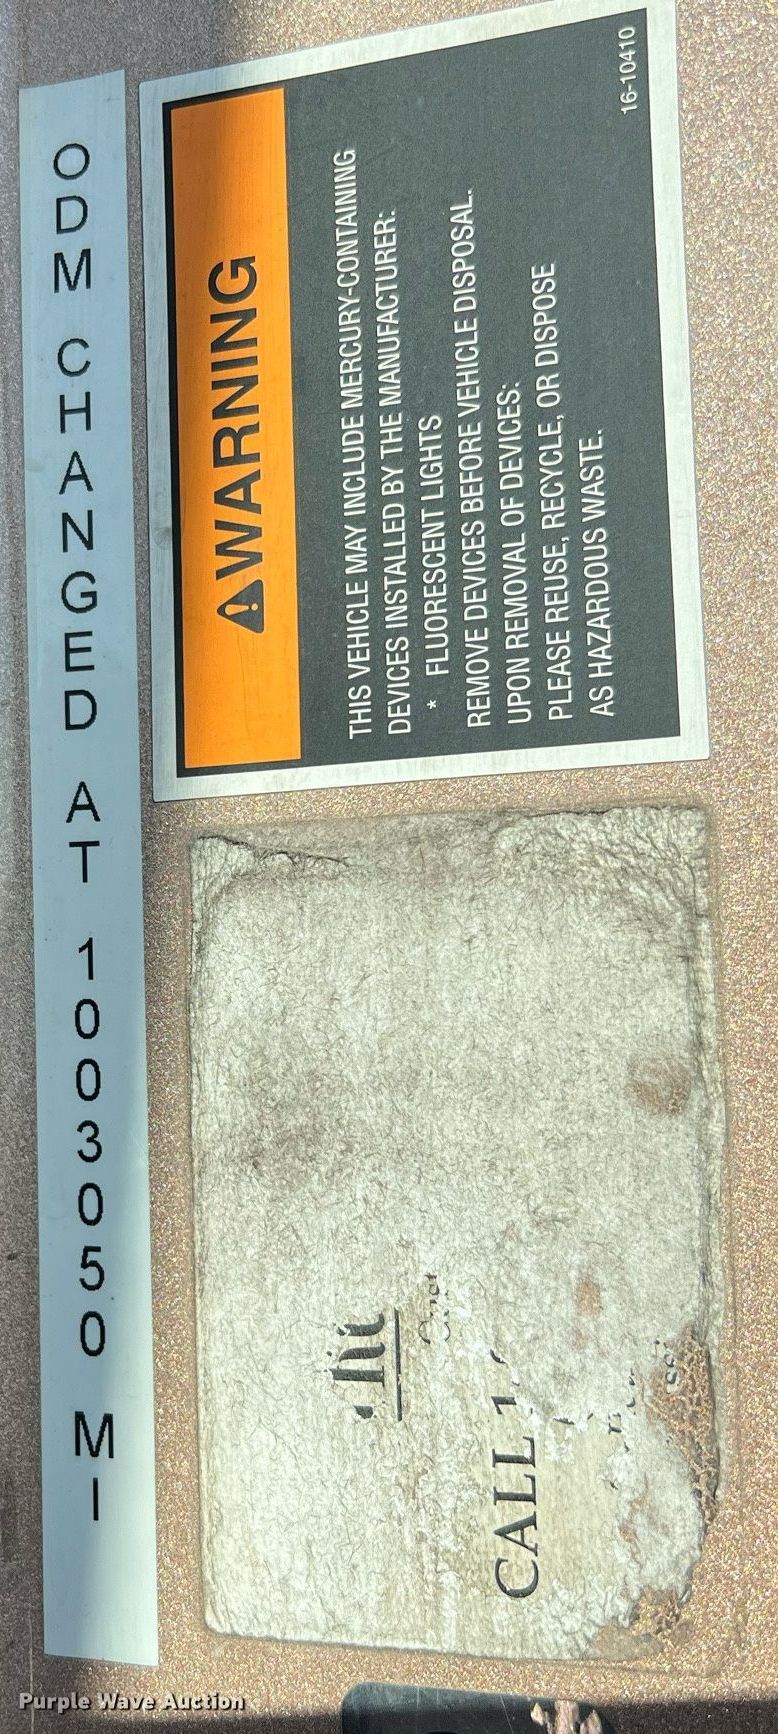 ODM CHANGED AT 1003050 MI
WARNING
THIS VEHICLE MAY INCLUDE MERCURY-CONTAINING
DEVICES INSTALLED BY THE MANUFACTURER:
* FLUORESCENT LIGHTS
REMOVE DEVICES BEFORE VEHICLE DISPOSAL.
UPON REMOVAL OF DEVICES:
PLEASE REUSE, RECYCLE, OR DISPOSE
AS HAZARDOUS WASTE.
16-10410
CALL
Purple Wave Auction